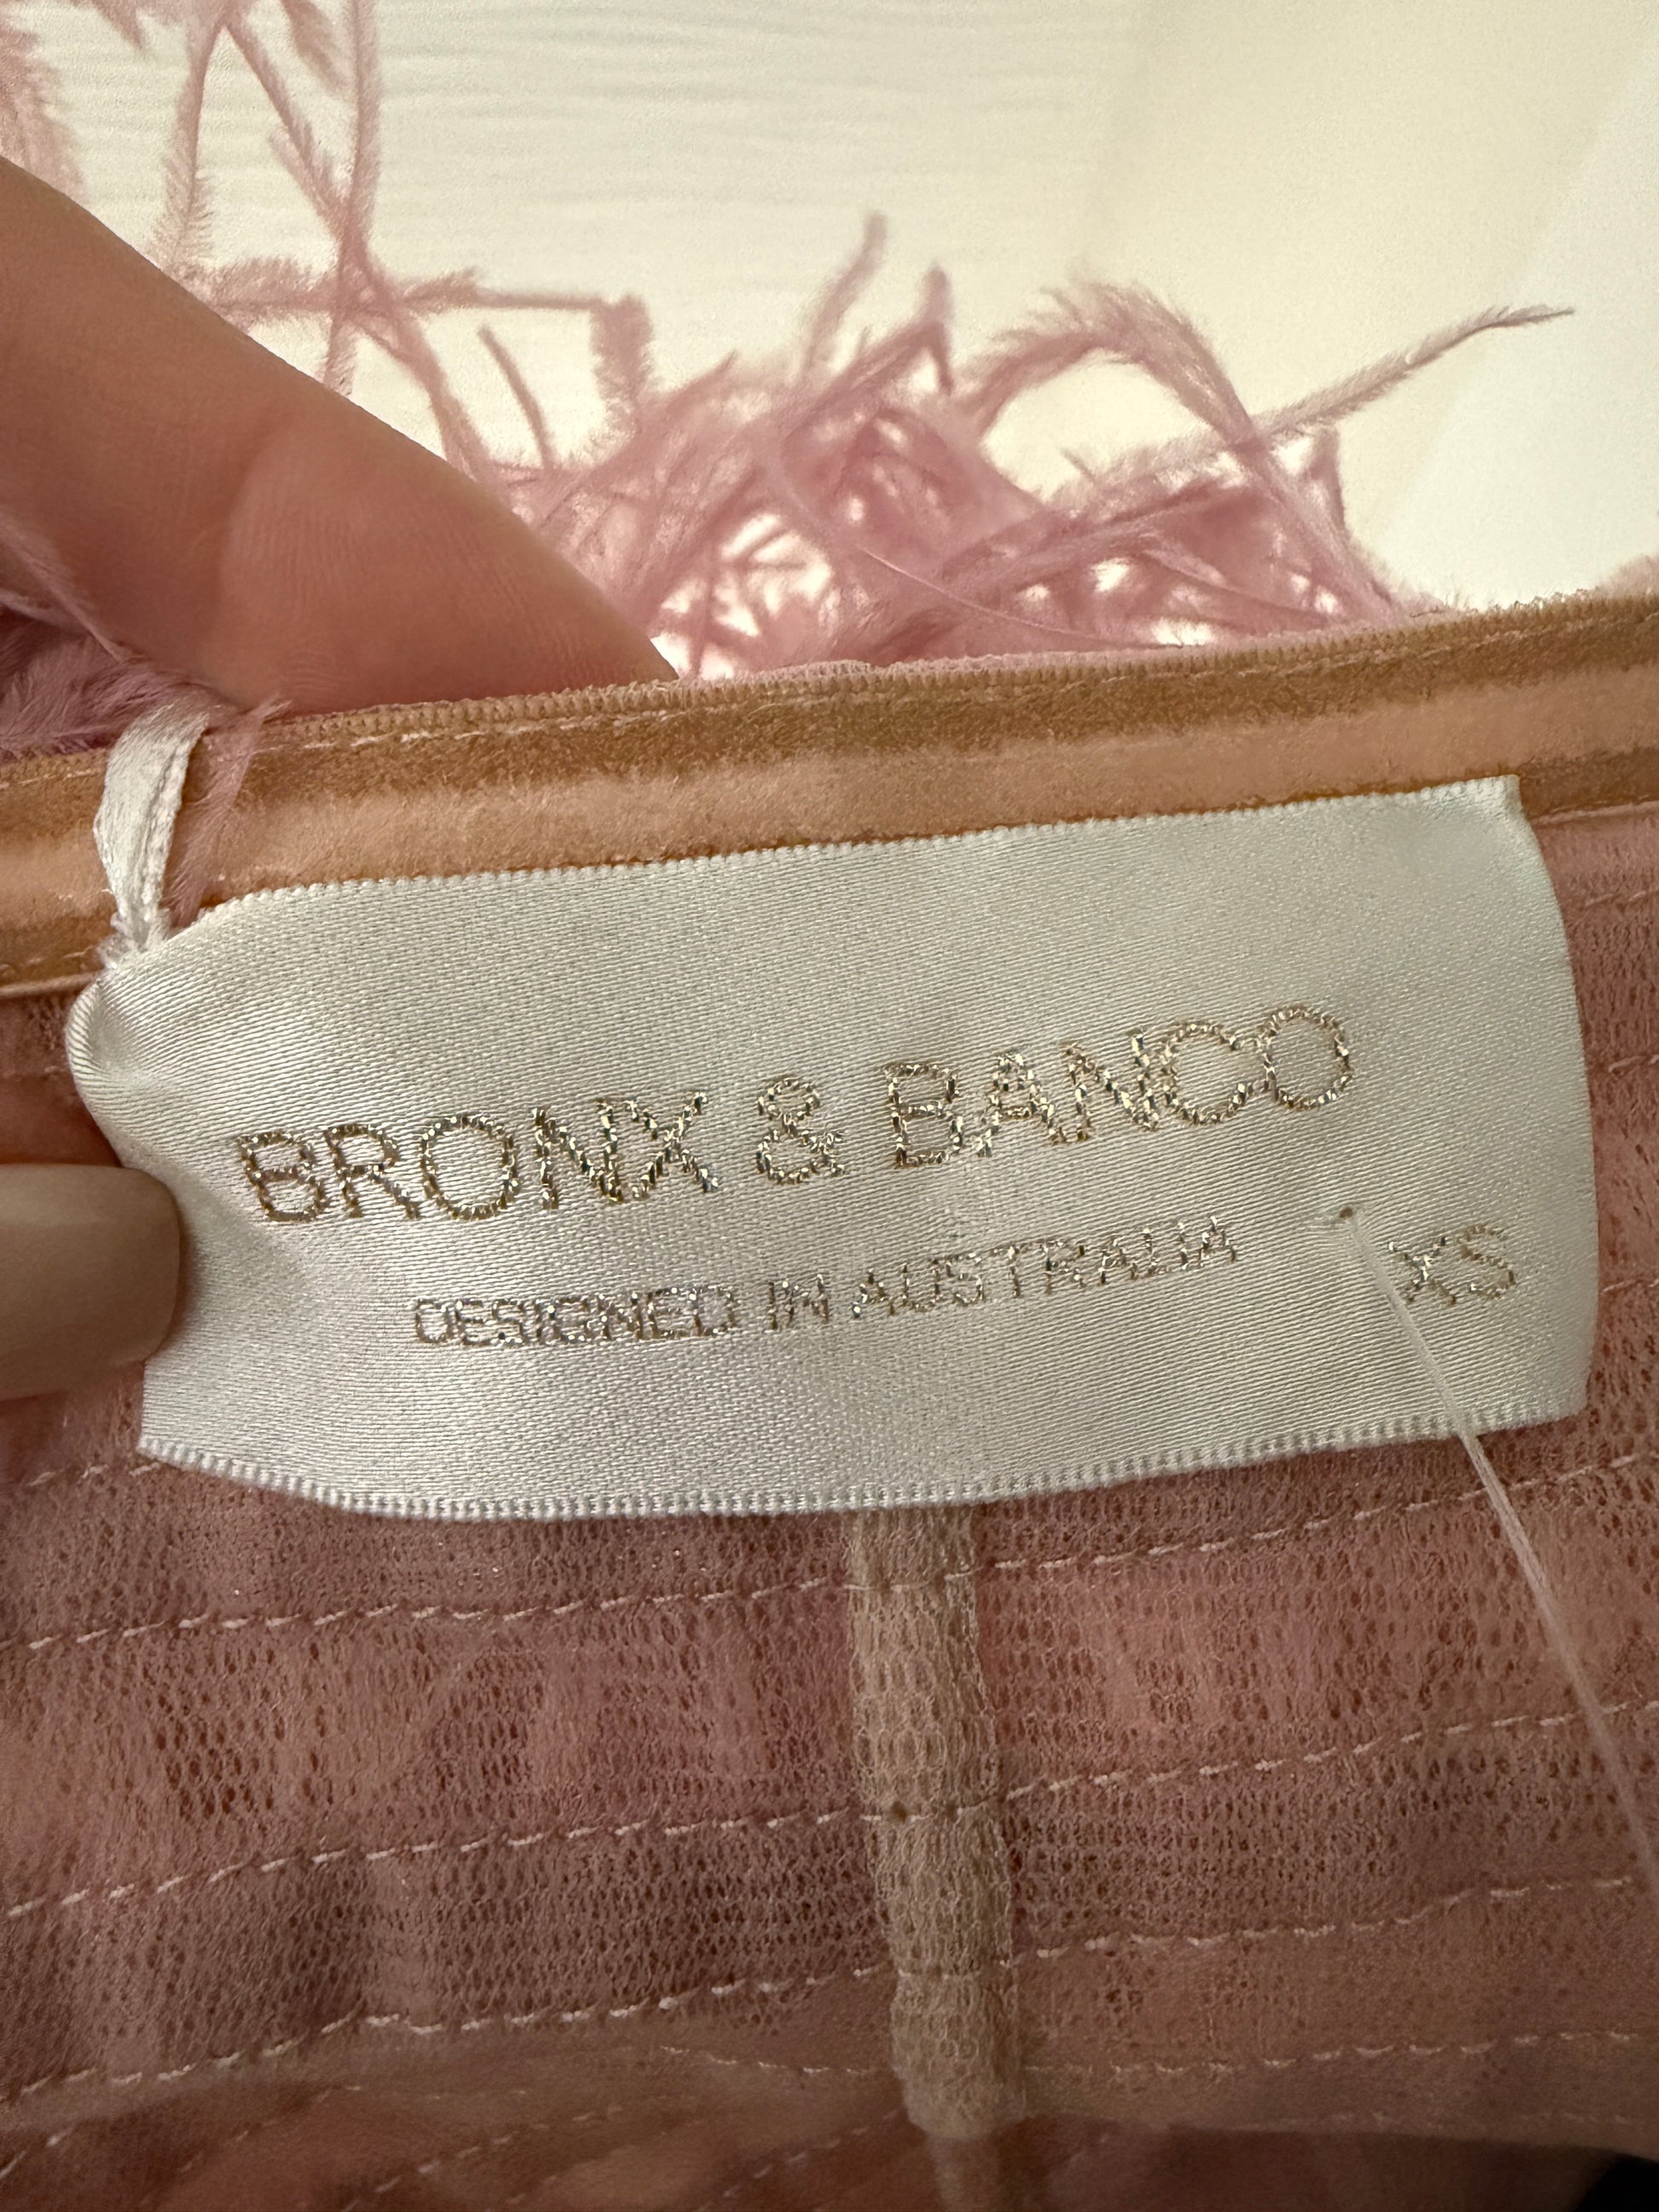 BRONX & BANCO
DESIGNED IN AUSTRALIA XS